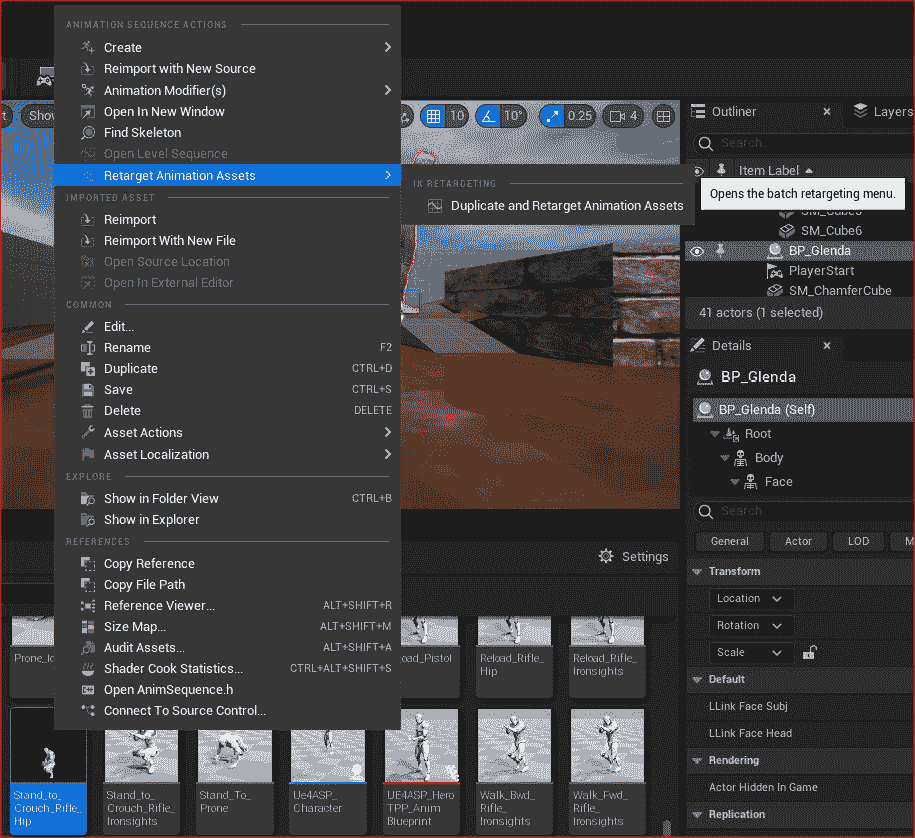 ANIMATION SEQUENCE ACTIONS
Create
Reimport with New Source
Animation Modifier(s)
Open In New Window
Find Skeleton
Open Level Sequence
Retarget Animation Assets
IMPORTED ASSET
Reimport
Reimport With New File
Open Source Location
Open In External Editor
COMMON
Edit...
Rename F2
Duplicate CTRL+D
Save CTRL+S
Delete DELETE
Asset Actions
Asset Localization
EXPLORE
Show in Folder View CTRL+B
Show in Explorer
REFERENCES
Copy Reference
Copy File Path
Reference Viewer... ALT+SHIFT+R
Size Map... ALT+SHIFT+M
Audit Assets... ALT+SHIFT+A
Shader Cook Statistics... CTRL+ALT+SHIFT+S
Open AnimSequence.h
Connect To Source Control...
IK RETARGETING
Duplicate and Retarget Animation Assets
Opens the batch retargeting menu.
10 10° 0.25 4
Outliner
Layers
Search...
Item Label
SM_Cube5
SM_Cube6
BP_Glenda
PlayerStart
SM_ChamferCube
41 actors (1 selected)
Details
BP_Glenda
BP_Glenda (Self)
Root
Body
Face
Search
General Actor LOD M
Transform
Location
Rotation
Scale
Default
LLink Face Subj
LLink Face Head
Rendering
Actor Hidden In Game
Replication
Settings
Prone_Id
oad_Pistol
Reload_Rifle_
Hip
Reload_Rifle_
Ironsights
Stand_to_
Crouch_Rifle_
Hip
Stand_to_
Crouch_Rifle_
Ironsights
Stand_To_
Prone
Ue4ASP_
Character
UE4ASP_Hero
TPP_Anim
Blueprint
Walk_Bwd_
Rifle_
Ironsights
Walk_Fwd_
Rifle_
Ironsights